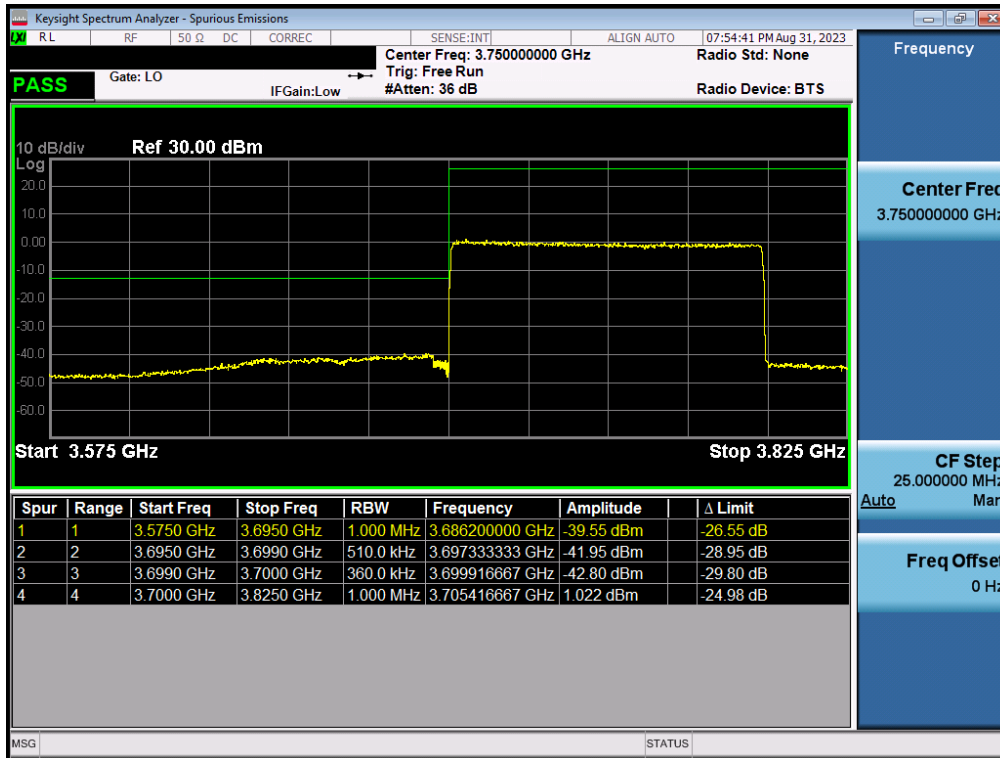 Keysight Spectrum Analyzer - Spurious Emissions
LXI RL RF 50 Ω DC CORREC SENSE:INT ALIGN AUTO 07:54:41 PM Aug 31, 2023
Center Freq: 3.750000000 GHz Radio Std: None
PASS Gate: LO Trig: Free Run
IFGain:Low #Atten: 36 dB Radio Device: BTS
10 dB/div Ref 30.00 dBm
Log
20.0
10.0
0.00
-10.0
-20.0
-30.0
-40.0
-50.0
-60.0
Start 3.575 GHz Stop 3.825 GHz
Spur Range Start Freq Stop Freq RBW Frequency Amplitude Δ Limit
1 1 3.5750 GHz 3.6950 GHz 1.000 MHz 3.686200000 GHz -39.55 dBm -26.55 dB
2 2 3.6950 GHz 3.6990 GHz 510.0 kHz 3.697333333 GHz -41.95 dBm -28.95 dB
3 3 3.6990 GHz 3.7000 GHz 360.0 kHz 3.699916667 GHz -42.80 dBm -29.80 dB
4 4 3.7000 GHz 3.8250 GHz 1.000 MHz 3.705416667 GHz 1.022 dBm -24.98 dB
MSG STATUS
Frequency
Center Freq
3.750000000 GHz
CF Step
25.000000 MHz
Auto Man
Freq Offset
0 Hz